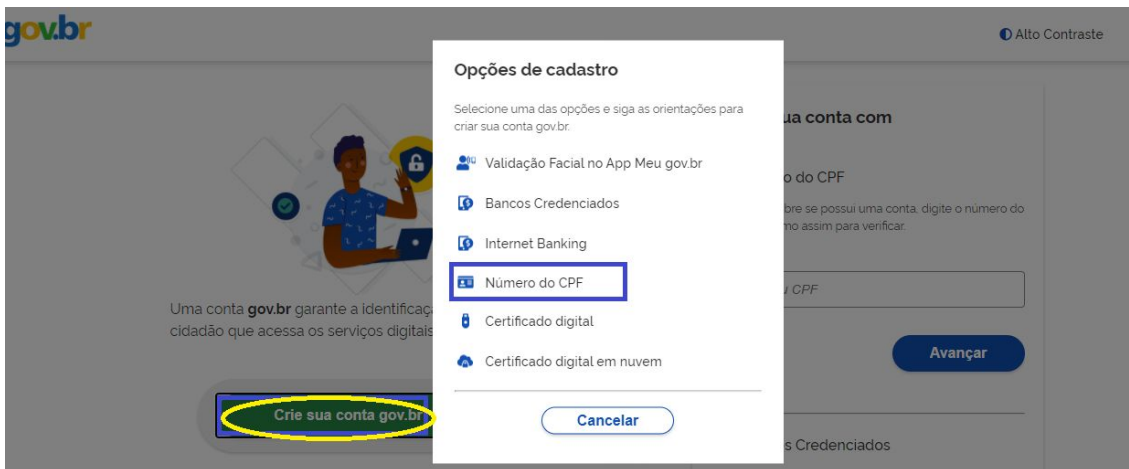 gov.br
Alto Contraste
Opções de cadastro
Selecione uma das opções e siga as orientações para
criar sua conta gov.br.
Validação Facial no App Meu gov.br
Bancos Credenciados
Internet Banking
Número do CPF
Certificado digital
Certificado digital em nuvem
Cancelar
Uma conta gov.br garante a identificaç
cidadão que acessa os serviços digitais
Crie sua conta gov.br
ua conta com
o do CPF
bre se possui uma conta, digite o número do
mo assim para verificar.
u CPF
Avançar
s Credenciados